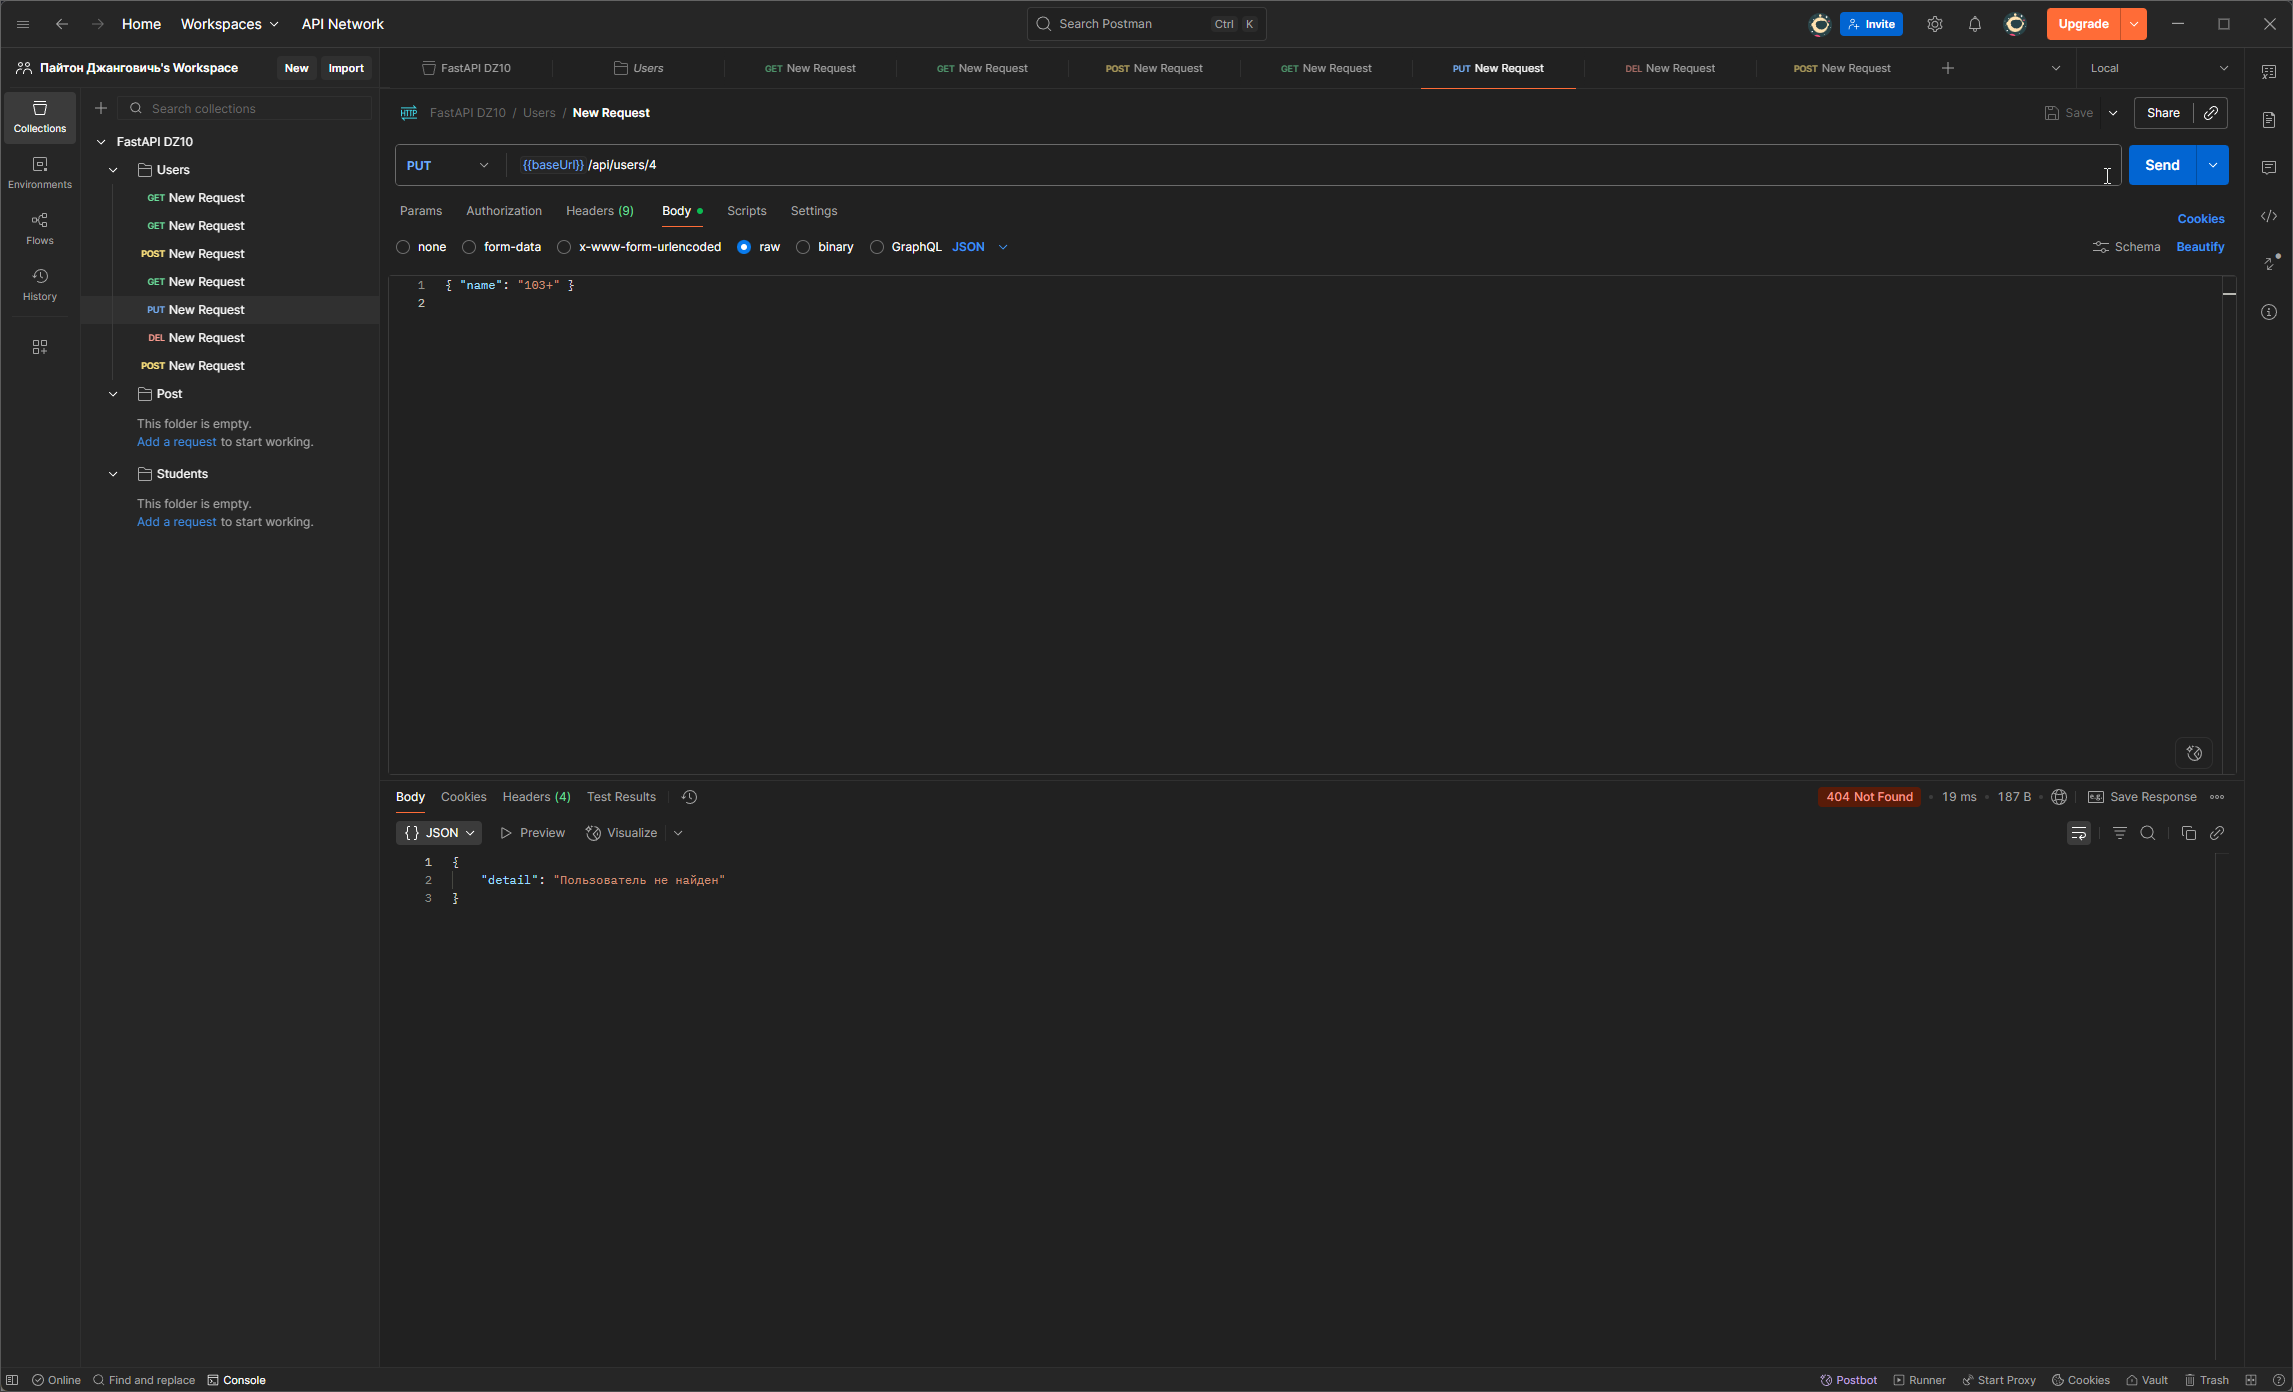 Home Workspaces API Network
Search Postman Ctrl K
Invite Upgrade
Пайтон Джангович's Workspace New Import
FastAPI DZ10 Users GET New Request GET New Request POST New Request GET New Request PUT New Request DEL New Request POST New Request Local
Collections
Environments
Flows
History
Search collections
FastAPI DZ10
Users
GET New Request
GET New Request
POST New Request
GET New Request
PUT New Request
DEL New Request
POST New Request
Post
This folder is empty.
Add a request to start working.
Students
This folder is empty.
Add a request to start working.
HTTP FastAPI DZ10 / Users / New Request
Save Share
PUT {{baseUrl}} /api/users/4 Send
Params Authorization Headers (9) Body Scripts Settings Cookies
none form-data x-www-form-urlencoded raw binary GraphQL JSON Schema Beautify
1 { "name": "103+" }
2
Body Cookies Headers (4) Test Results 404 Not Found 19 ms 187 B e.g. Save Response
{} JSON Preview Visualize
1 {
2 "detail": "Пользователь не найден"
3 }
Online Find and replace Console Postbot Runner Start Proxy Cookies Vault Trash